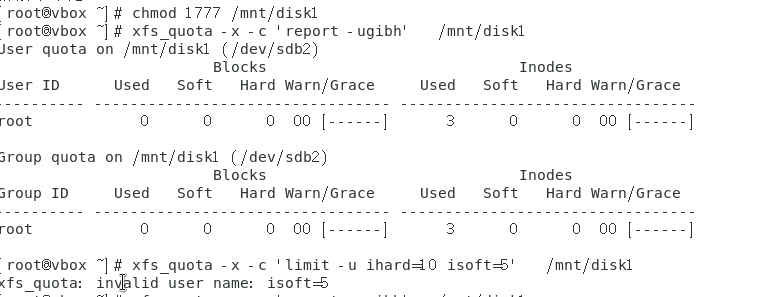 [root@vbox ~]# chmod 1777 /mnt/disk1
[root@vbox ~]# xfs_quota -x -c 'report -ugibh' /mnt/disk1
User quota on /mnt/disk1 (/dev/sdb2)
Blocks Inodes
User ID Used Soft Hard Warn/Grace Used Soft Hard Warn/Grace
---------- --------------------------------- ---------------------------------
root 0 0 0 00 [------] 3 0 0 00 [------]
Group quota on /mnt/disk1 (/dev/sdb2)
Blocks Inodes
Group ID Used Soft Hard Warn/Grace Used Soft Hard Warn/Grace
---------- --------------------------------- ---------------------------------
root 0 0 0 00 [------] 3 0 0 00 [------]
[root@vbox ~]# xfs_quota -x -c 'limit -u ihard=10 isoft=5' /mnt/disk1
xfs_quota: invalid user name: isoft=5